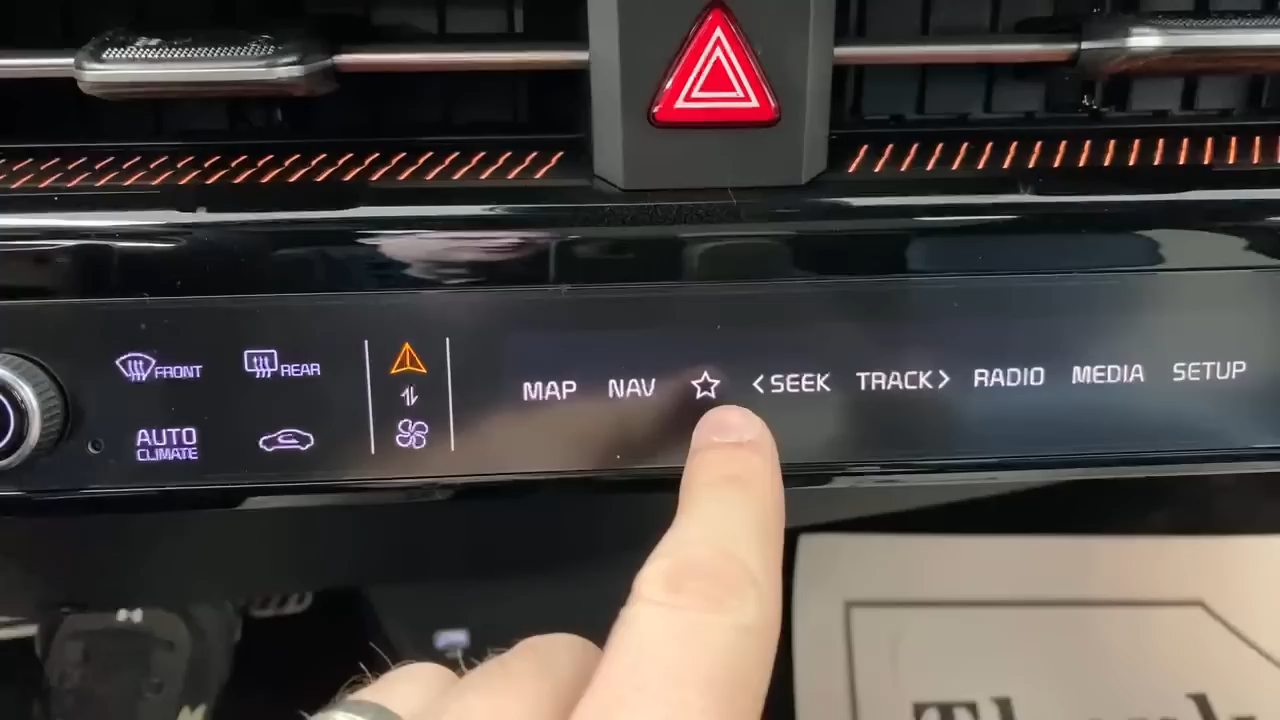 FRONT
REAR
AUTO
CLIMATE
MAP
NAV
<SEEK
TRACK>
RADIO
MEDIA
SETUP